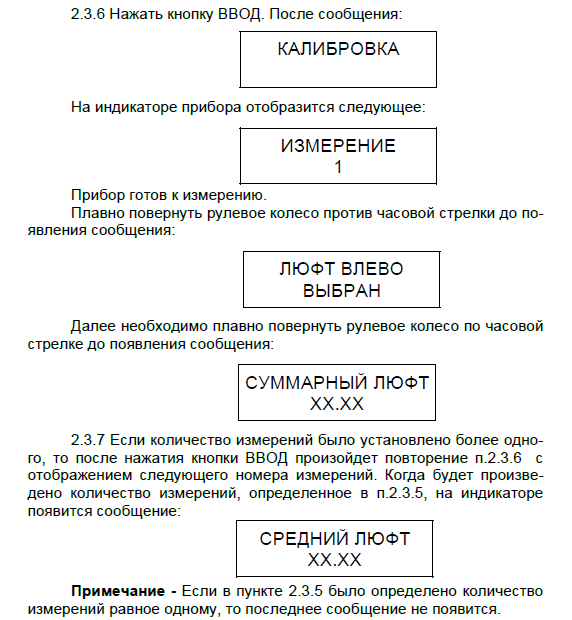 2.3.6 Нажать кнопку ВВОД. После сообщения:
КАЛИБРОВКА
На индикаторе прибора отобразится следующее:
ИЗМЕРЕНИЕ
1
Прибор готов к измерению.
Плавно повернуть рулевое колесо против часовой стрелки до по-
явления сообщения:
ЛЮФТ ВЛЕВО
ВЫБРАН
Далее необходимо плавно повернуть рулевое колесо по часовой
стрелке до появления сообщения:
СУММАРНЫЙ ЛЮФТ
ХХ.ХХ
2.3.7 Если количество измерений было установлено более одно-
го, то после нажатия кнопки ВВОД произойдет повторение п.2.3.6 с
отображением следующего номера измерений. Когда будет произве-
дено количество измерений, определенное в п.2.3.5, на индикаторе
появится сообщение:
СРЕДНИЙ ЛЮФТ
ХХ.ХХ
Примечание - Если в пункте 2.3.5 было определено количество
измерений равное одному, то последнее сообщение не появится.